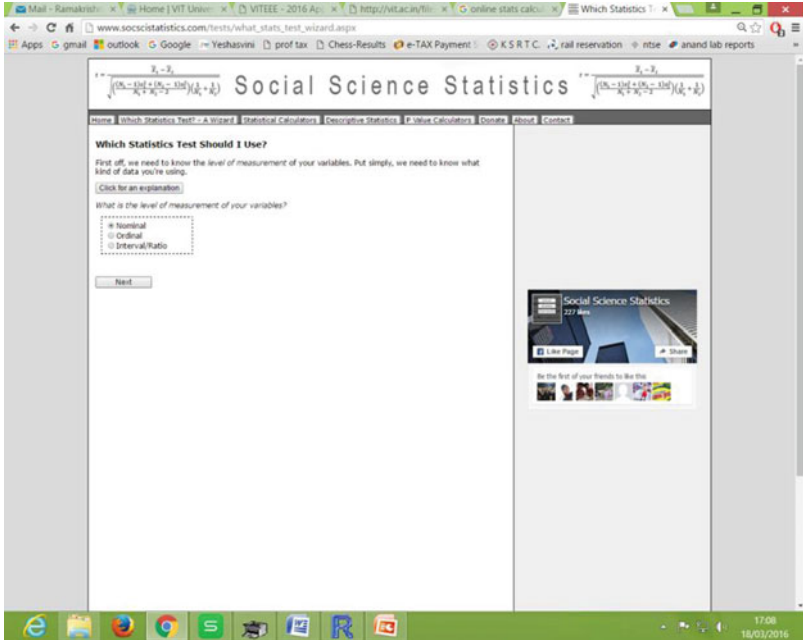 Mail - Ramakrishn
Home | VIT Univer
VITEEE - 2016 Ap
http://vit.ac.in/file
online stats calcul
Which Statistics Te
www.socscistatistics.com/tests/what_stats_test_wizard.aspx
Apps gmail outlook Google Yeshasvini prof tax Chess-Results e-TAX Payment K S R T C. rail reservation ntse anand lab reports
Social Science Statistics
Home Which Statistics Test? - A Wizard Statistical Calculators Descriptive Statistics P Value Calculators Donate About Contact
Which Statistics Test Should I Use?
First off, we need to know the level of measurement of your variables. Put simply, we need to know what
kind of data you're using.
Click for an explanation
What is the level of measurement of your variables?
Nominal
Ordinal
Interval/Ratio
Next
Social Science Statistics
227 likes
Like Page
Share
Be the first of your friends to like this
17:08
18/03/2016